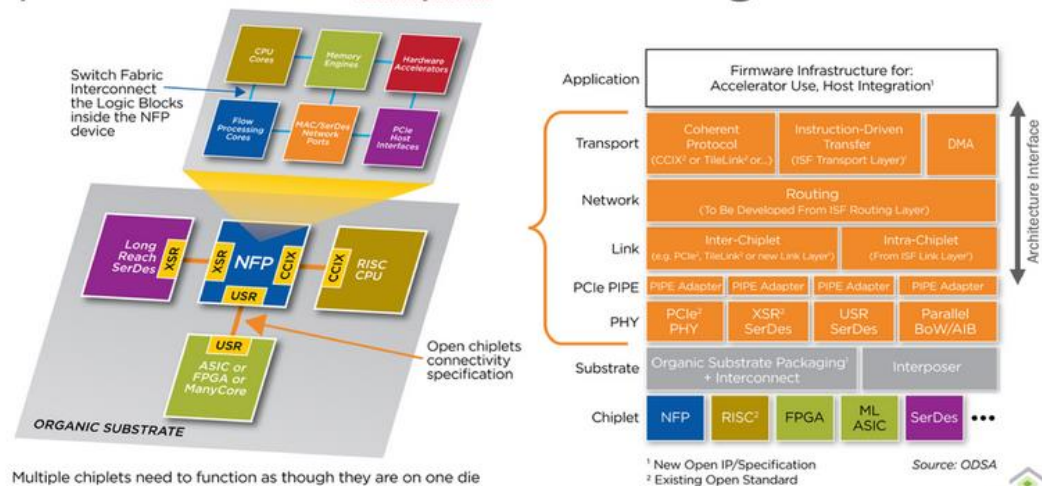 CPU
Cores
Memory
Engines
Hardware
Accelerators
Switch Fabric
Interconnect
the Logic Blocks
inside the NFP
device
Flow
Processing
Cores
MAC/SerDes
Network
Ports
PCIe
Host
Interfaces
Long
Reach
SerDes
XSR
XSR
NFP
CCIX
CCIX
RISC
CPU
USR
USR
ASIC or
FPGA or
ManyCore
Open chiplets
connectivity
specification
ORGANIC SUBSTRATE
Multiple chiplets need to function as though they are on one die
Application
Firmware Infrastructure for:
Accelerator Use, Host Integration¹
Transport
Coherent
Protocol
(CCIX² or TileLink² or...)
Instruction-Driven
Transfer
(ISF Transport Layer)¹
DMA
Network
Routing
(To Be Developed From ISF Routing Layer)
Link
Inter-Chiplet
(e.g. PCIe², TileLink² or new Link Layer¹)
Intra-Chiplet
(From ISF Link Layer¹)
PCIe PIPE
PIPE Adapter
PIPE Adapter
PIPE Adapter
PIPE Adapter
PHY
PCIe²
PHY
XSR²
SerDes
USR
SerDes
Parallel
BoW/AIB
Substrate
Organic Substrate Packaging¹
+ Interconnect
Interposer
Chiplet
NFP
RISC²
FPGA
ML
ASIC
SerDes
•••
Architecture Interface
¹ New Open IP/Specification
² Existing Open Standard
Source: ODSA